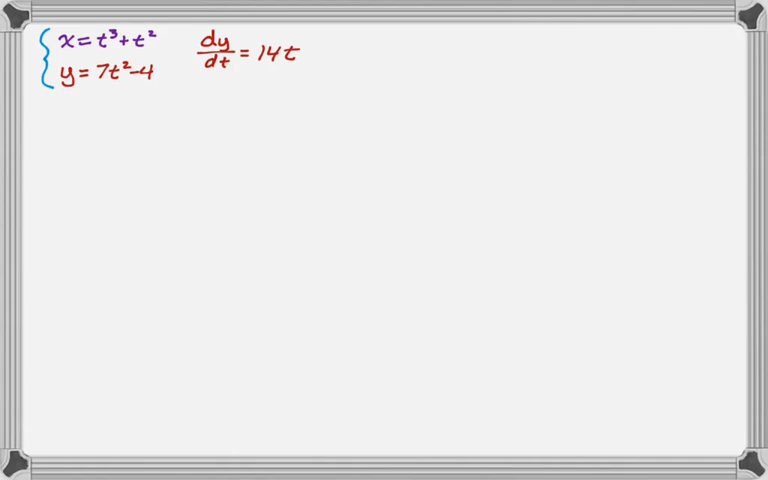 x = t³ + t²
y = 7t² - 4
dy/dt = 14t